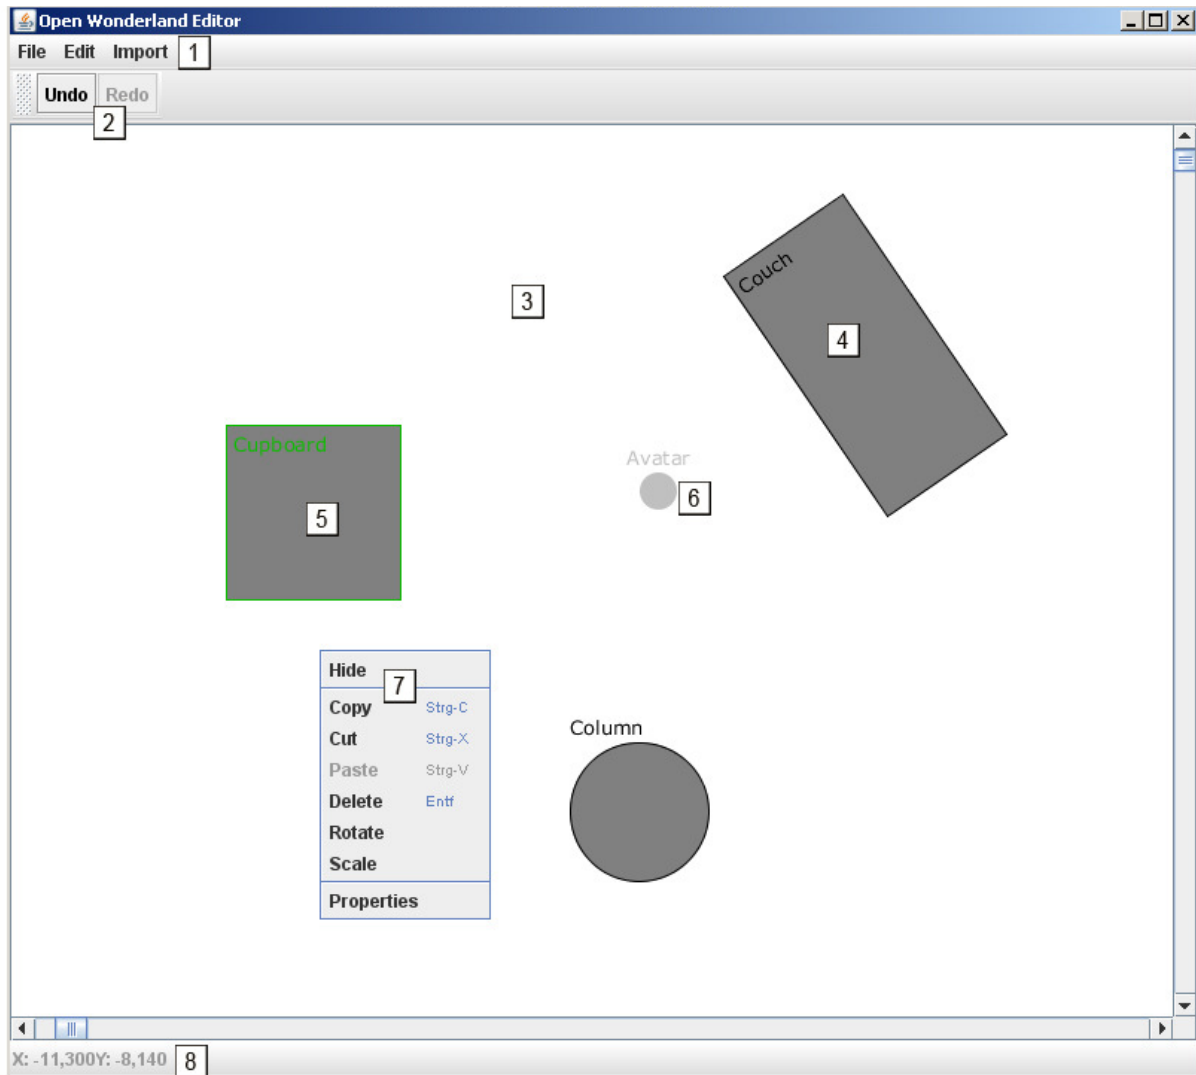 Open Wonderland Editor
File Edit Import 1
Undo Redo
2
Couch
3
4
Cupboard
Avatar
6
5
Hide
7
Copy Strg-C
Cut Strg-X
Paste Strg-V
Delete Entf
Rotate
Scale
Properties
Column
X: -11,300Y: -8,140 8